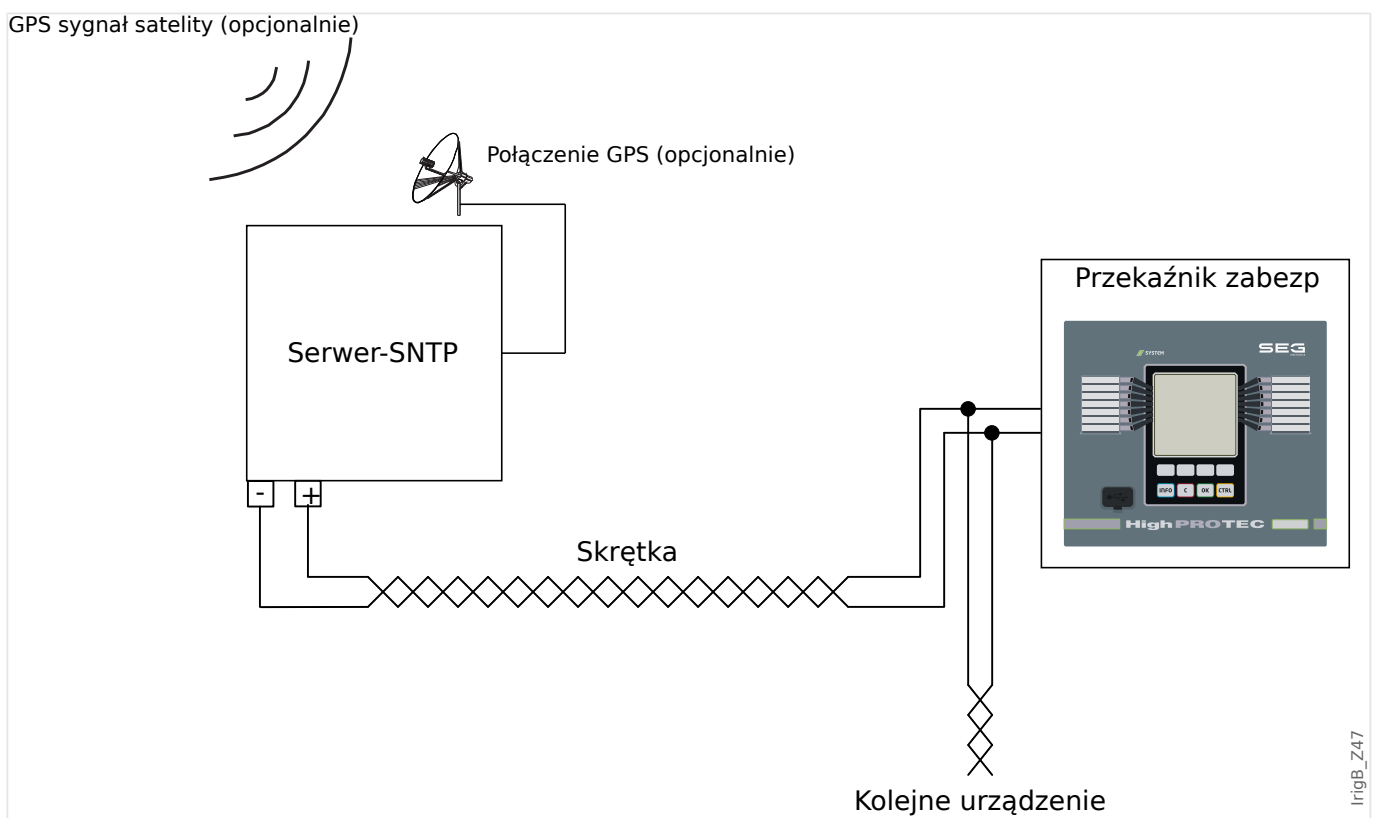 GPS sygnał satelity (opcjonalnie)
Połączenie GPS (opcjonalnie)
Serwer-SNTP
- +
Przekaźnik zabezp
SYSTEM
SEG
INFO C OK CTRL
HighPROTEC
Skrętka
Kolejne urządzenie
IrigB_Z47